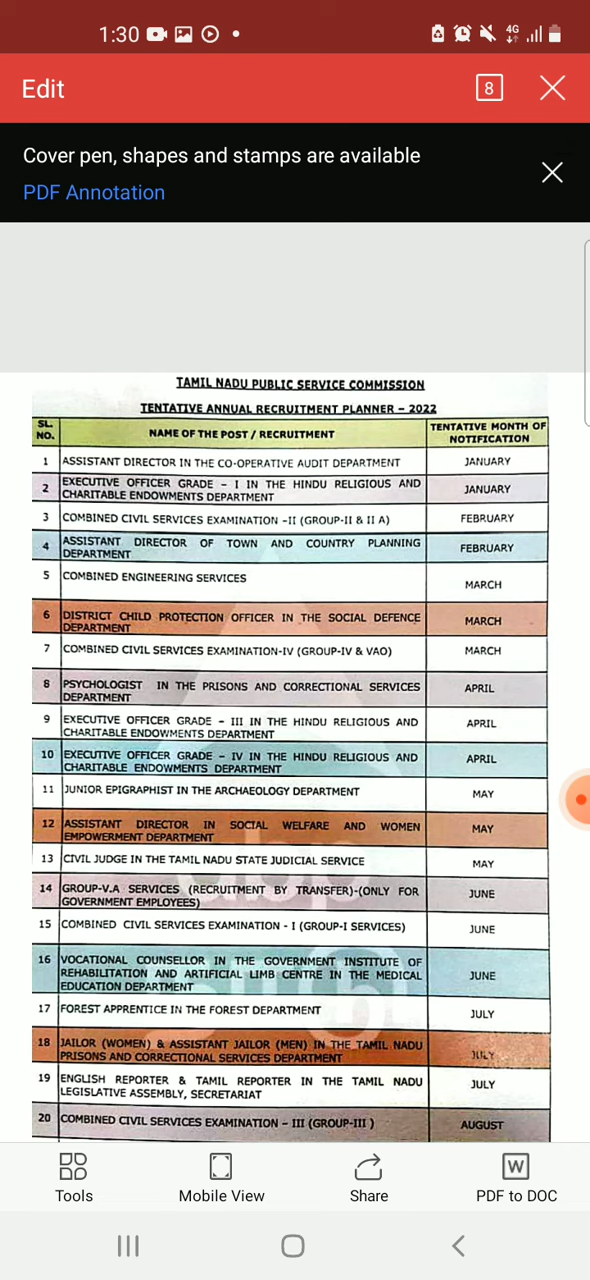 1:30
4G
Edit
8
Cover pen, shapes and stamps are available
PDF Annotation
TAMIL NADU PUBLIC SERVICE COMMISSION
TENTATIVE ANNUAL RECRUITMENT PLANNER – 2022
SL. NO.
NAME OF THE POST / RECRUITMENT
TENTATIVE MONTH OF
NOTIFICATION
1 ASSISTANT DIRECTOR IN THE CO-OPERATIVE AUDIT DEPARTMENT JANUARY
2 EXECUTIVE OFFICER GRADE – I IN THE HINDU RELIGIOUS AND
CHARITABLE ENDOWMENTS DEPARTMENT JANUARY
3 COMBINED CIVIL SERVICES EXAMINATION -II (GROUP-II & II A) FEBRUARY
4 ASSISTANT DIRECTOR OF TOWN AND COUNTRY PLANNING
DEPARTMENT FEBRUARY
5 COMBINED ENGINEERING SERVICES MARCH
6 DISTRICT CHILD PROTECTION OFFICER IN THE SOCIAL DEFENCE
DEPARTMENT MARCH
7 COMBINED CIVIL SERVICES EXAMINATION-IV (GROUP-IV & VAO) MARCH
8 PSYCHOLOGIST IN THE PRISONS AND CORRECTIONAL SERVICES
DEPARTMENT APRIL
9 EXECUTIVE OFFICER GRADE – III IN THE HINDU RELIGIOUS AND
CHARITABLE ENDOWMENTS DEPARTMENT APRIL
10 EXECUTIVE OFFICER GRADE – IV IN THE HINDU RELIGIOUS AND
CHARITABLE ENDOWMENTS DEPARTMENT APRIL
11 JUNIOR EPIGRAPHIST IN THE ARCHAEOLOGY DEPARTMENT MAY
12 ASSISTANT DIRECTOR IN SOCIAL WELFARE AND WOMEN
EMPOWERMENT DEPARTMENT MAY
13 CIVIL JUDGE IN THE TAMIL NADU STATE JUDICIAL SERVICE MAY
14 GROUP-V.A SERVICES (RECRUITMENT BY TRANSFER)-(ONLY FOR
GOVERNMENT EMPLOYEES) JUNE
15 COMBINED CIVIL SERVICES EXAMINATION - I (GROUP-I SERVICES) JUNE
16 VOCATIONAL COUNSELLOR IN THE GOVERNMENT INSTITUTE OF
REHABILITATION AND ARTIFICIAL LIMB CENTRE IN THE MEDICAL
EDUCATION DEPARTMENT JUNE
17 FOREST APPRENTICE IN THE FOREST DEPARTMENT JULY
18 JAILOR (WOMEN) & ASSISTANT JAILOR (MEN) IN THE TAMIL NADU
PRISONS AND CORRECTIONAL SERVICES DEPARTMENT JULY
19 ENGLISH REPORTER & TAMIL REPORTER IN THE TAMIL NADU
LEGISLATIVE ASSEMBLY, SECRETARIAT JULY
20 COMBINED CIVIL SERVICES EXAMINATION – III (GROUP-III ) AUGUST
abp
நாடு
W
Tools
Mobile View
Share
PDF to DOC